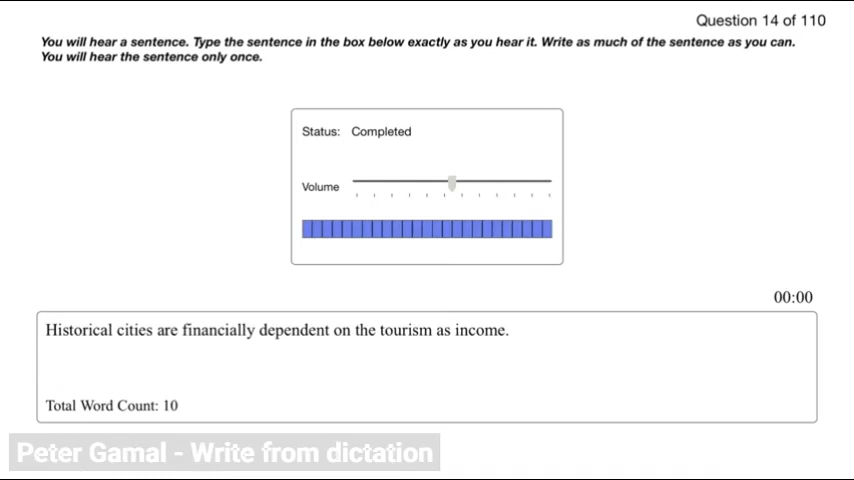 Question 14 of 110
You will hear a sentence. Type the sentence in the box below exactly as you hear it. Write as much of the sentence as you can.
You will hear the sentence only once.
Status: Completed
Volume
00:00
Historical cities are financially dependent on the tourism as income.
Total Word Count: 10
Peter Gamal - Write from dictation